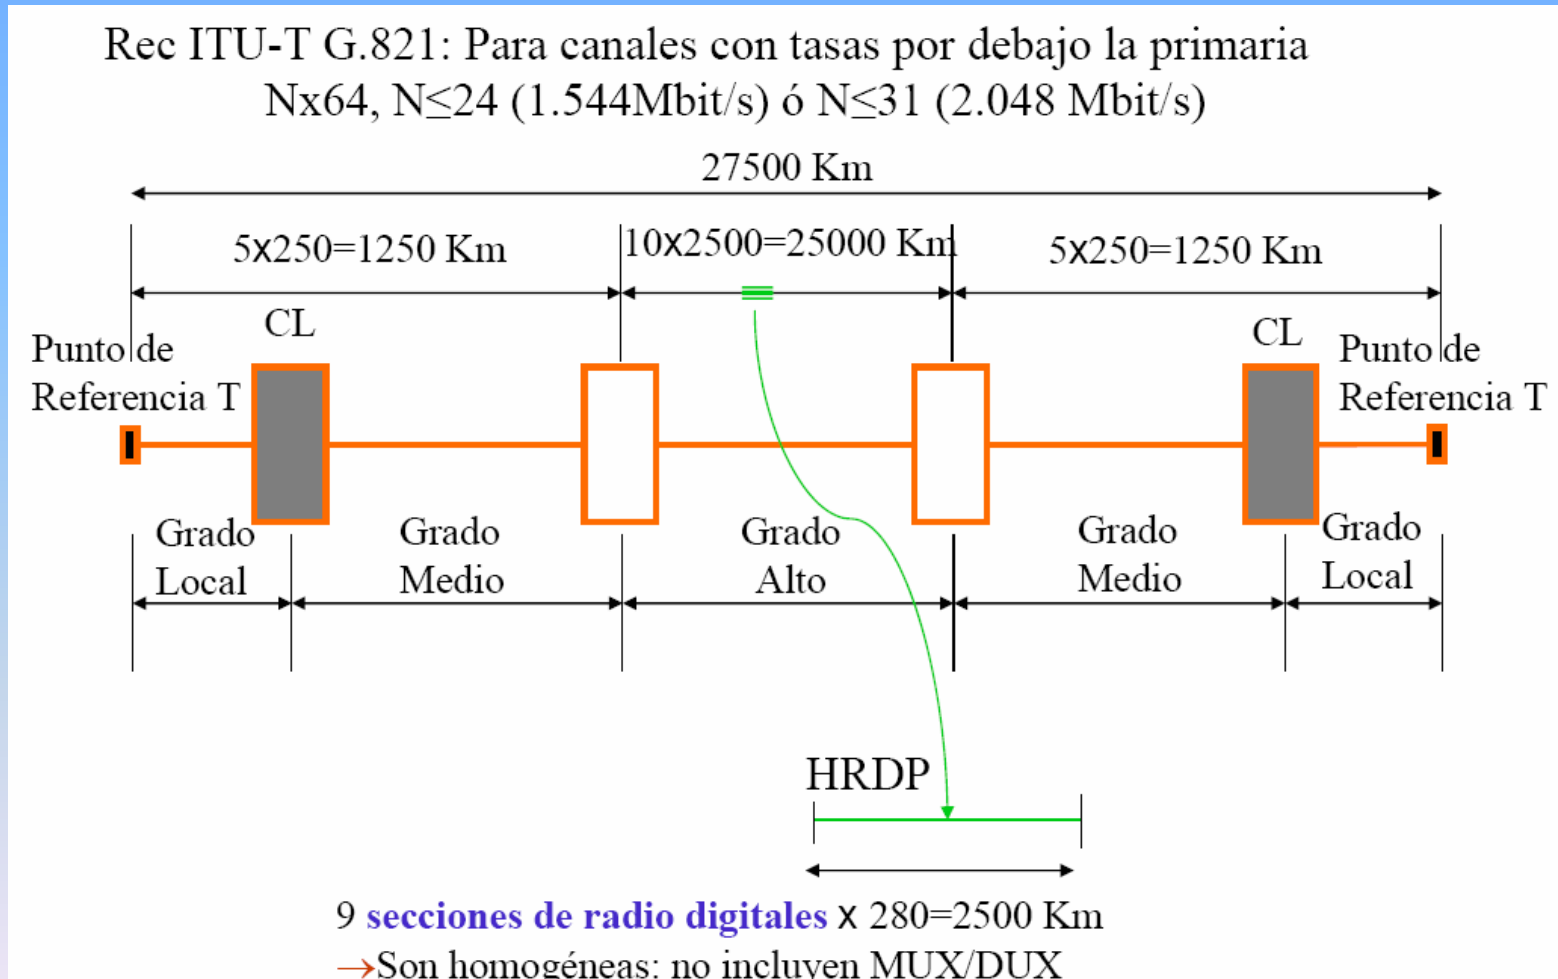 Rec ITU-T G.821: Para canales con tasas por debajo la primaria
Nx64, N≤24 (1.544Mbit/s) ó N≤31 (2.048 Mbit/s)
27500 Km
5x250=1250 Km
10x2500=25000 Km
5x250=1250 Km
CL
CL
Punto de
Referencia T
Punto de
Referencia T
Grado
Local
Grado
Medio
Grado
Alto
Grado
Medio
Grado
Local
HRDP
9 secciones de radio digitales x 280=2500 Km
→Son homogéneas: no incluyen MUX/DUX